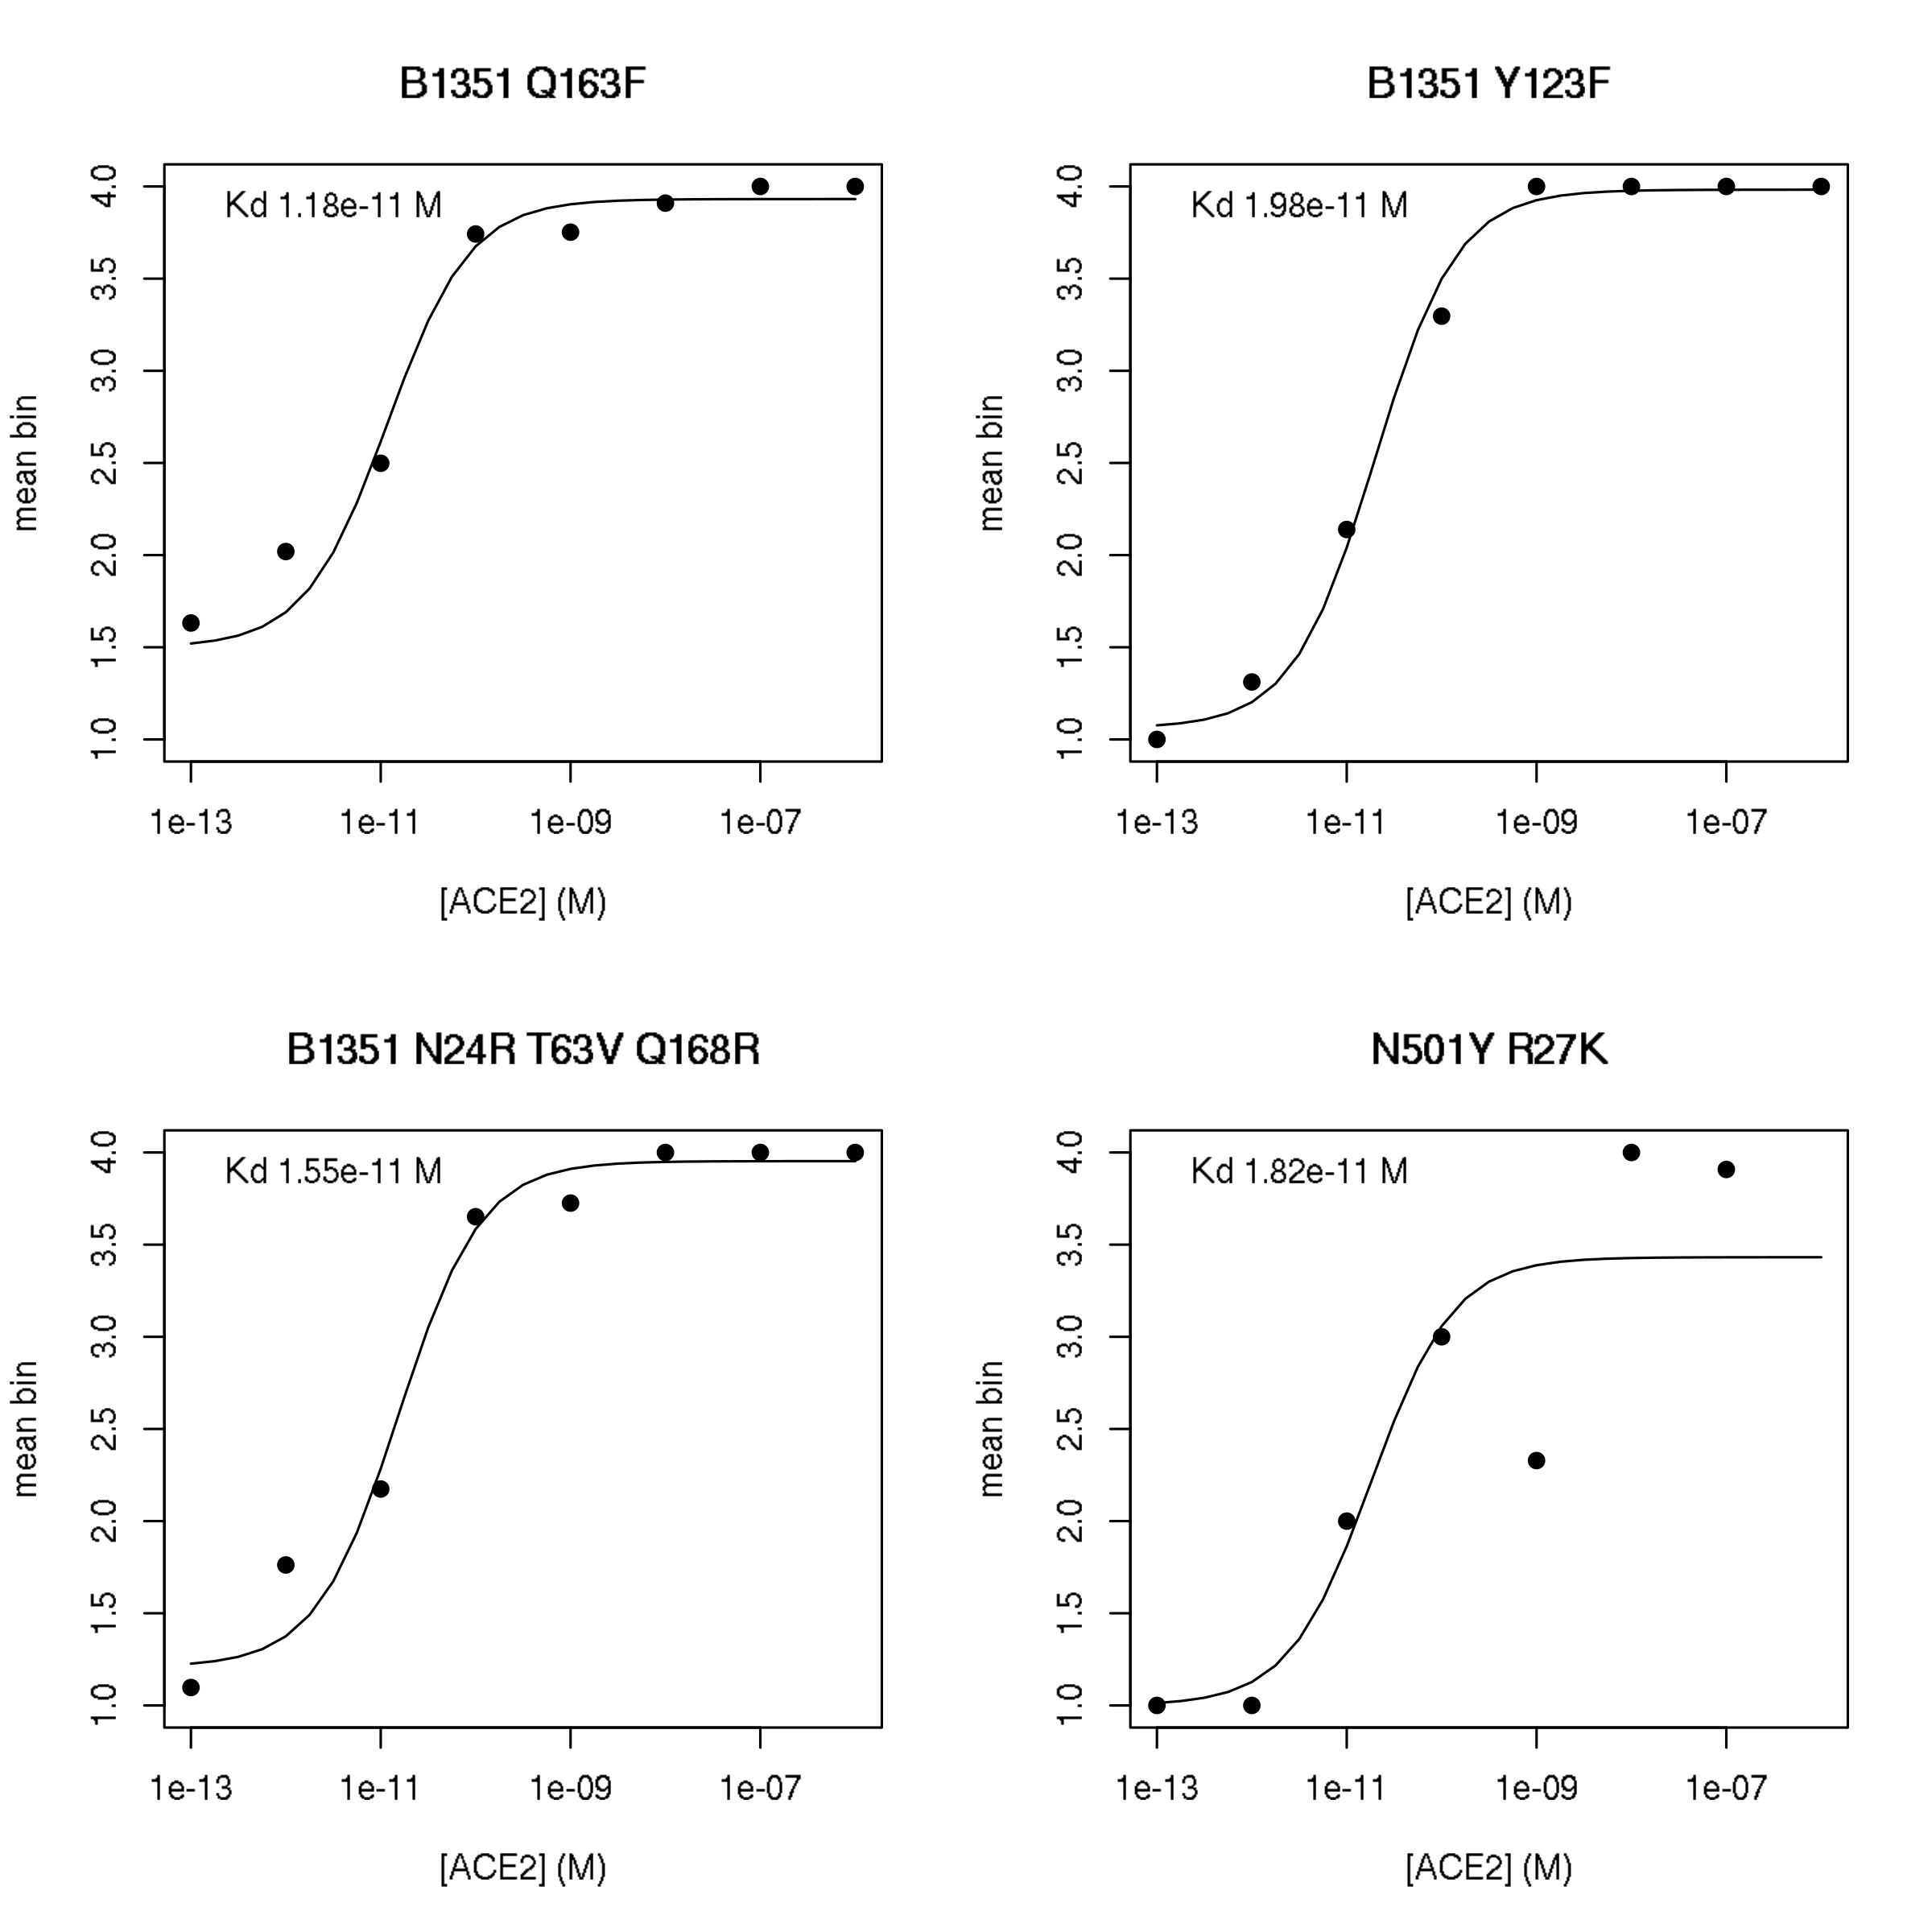 B1351 Q163F
Kd 1.18e-11 M
mean bin
4.0
3.5
3.0
2.5
2.0
1.5
1.0
1e-13 1e-11 1e-09 1e-07
[ACE2] (M)
B1351 Y123F
Kd 1.98e-11 M
mean bin
4.0
3.5
3.0
2.5
2.0
1.5
1.0
1e-13 1e-11 1e-09 1e-07
[ACE2] (M)
B1351 N24R T63V Q168R
Kd 1.55e-11 M
mean bin
4.0
3.5
3.0
2.5
2.0
1.5
1.0
1e-13 1e-11 1e-09 1e-07
[ACE2] (M)
N501Y R27K
Kd 1.82e-11 M
mean bin
4.0
3.5
3.0
2.5
2.0
1.5
1.0
1e-13 1e-11 1e-09 1e-07
[ACE2] (M)